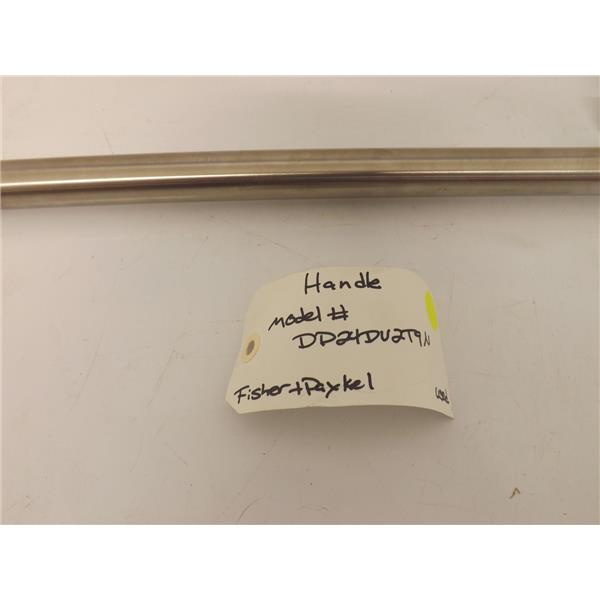 Handle
Model #
DD24DV2T9N
Fisher + Paykel